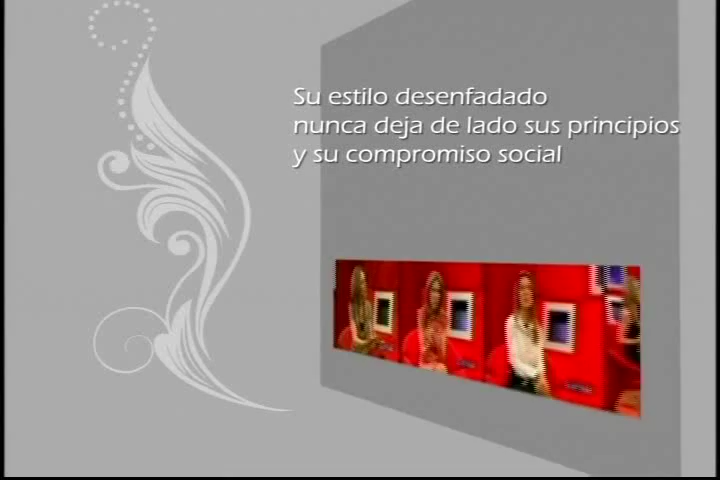 Su estilo desenfadado
nunca deja de lado sus principios
y su compromiso social